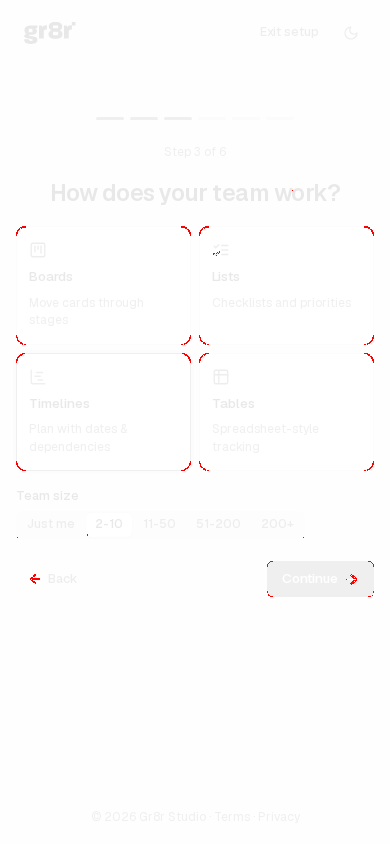 gr8r
Exit setup
Step 3 of 6
How does your team work?
Boards
Move cards through
stages
Lists
Checklists and priorities
Timelines
Plan with dates &
dependencies
Tables
Spreadsheet-style
tracking
Team size
Just me 2-10 11-50 51-200 200+
Back
Continue
© 2026 Gr8r Studio · Terms · Privacy